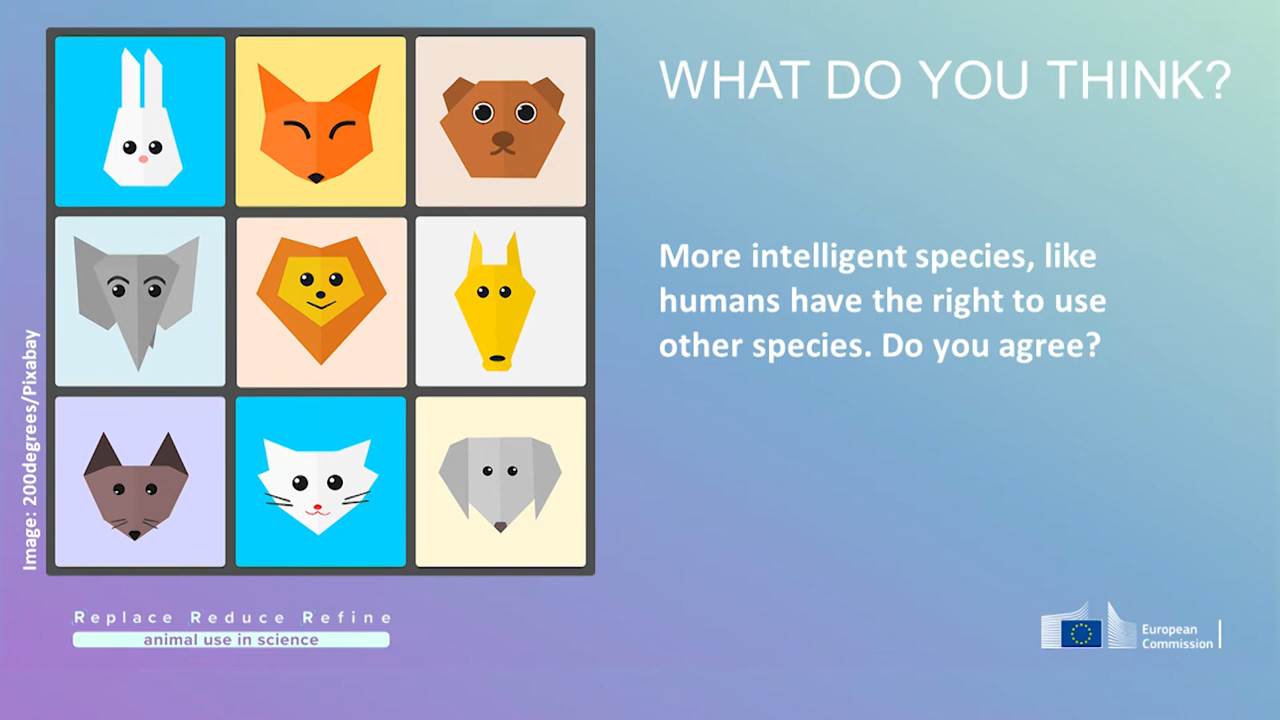 WHAT DO YOU THINK?
More intelligent species, like
humans have the right to use
other species. Do you agree?
Image: 200degrees/Pixabay
Replace Reduce Refine
animal use in science
European
Commission